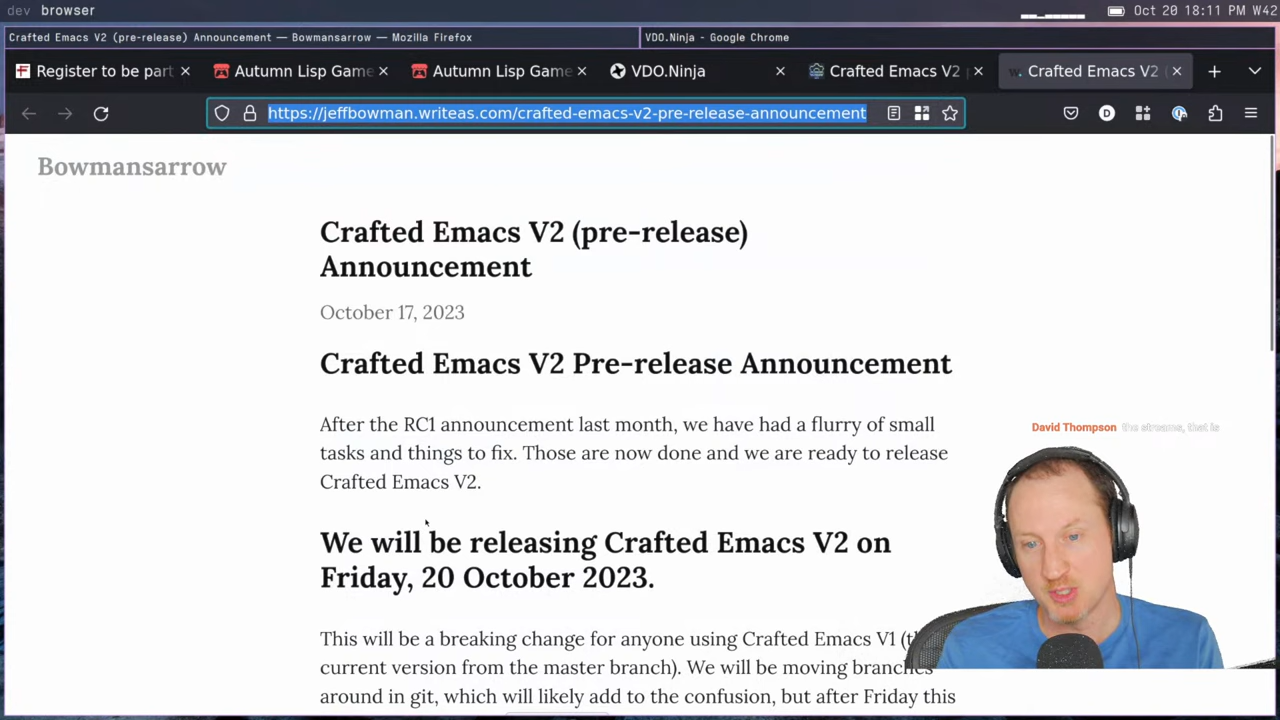 dev browser
Oct 20 18:11 PM W42
Crafted Emacs V2 (pre-release) Announcement — Bowmansarrow — Mozilla Firefox
VDO.Ninja - Google Chrome
Register to be part
Autumn Lisp Game
Autumn Lisp Game
VDO.Ninja
Crafted Emacs V2
Crafted Emacs V2 (
https://jeffbowman.writeas.com/crafted-emacs-v2-pre-release-announcement
Bowmansarrow
Crafted Emacs V2 (pre-release)
Announcement
October 17, 2023
Crafted Emacs V2 Pre-release Announcement
After the RC1 announcement last month, we have had a flurry of small
tasks and things to fix. Those are now done and we are ready to release
Crafted Emacs V2.
David Thompson the streams, that is
We will be releasing Crafted Emacs V2 on
Friday, 20 October 2023.
This will be a breaking change for anyone using Crafted Emacs V1
current version from the master branch). We will be moving branches
around in git, which will likely add to the confusion, but after Friday this